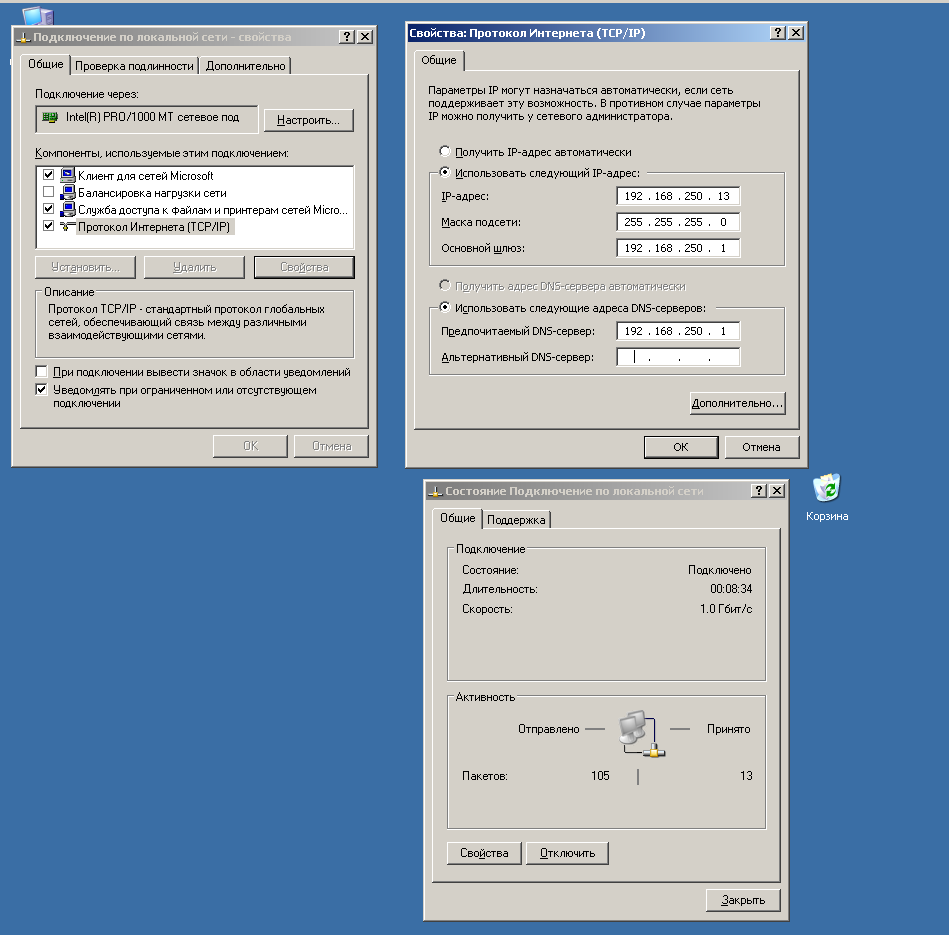 Подключение по локальной сети - свойства
Общие
Проверка подлинности
Дополнительно
Подключение через:
Intel(R) PRO/1000 MT сетевое под
Настроить...
Компоненты, используемые этим подключением:
Клиент для сетей Microsoft
Балансировка нагрузки сети
Служба доступа к файлам и принтерам сетей Micro...
Протокол Интернета (TCP/IP)
Установить...
Удалить
Свойства
Описание
Протокол TCP/IP - стандартный протокол глобальных
сетей, обеспечивающий связь между различными
взаимодействующими сетями.
При подключении вывести значок в области уведомлений
Уведомлять при ограниченном или отсутствующем
подключении
OK
Отмена
Свойства: Протокол Интернета (TCP/IP)
Общие
Параметры IP могут назначаться автоматически, если сеть
поддерживает эту возможность. В противном случае параметры
IP можно получить у сетевого администратора.
Получить IP-адрес автоматически
Использовать следующий IP-адрес:
IP-адрес:
192 . 168 . 250 . 13
Маска подсети:
255 . 255 . 255 . 0
Основной шлюз:
192 . 168 . 250 . 1
Получить адрес DNS-сервера автоматически
Использовать следующие адреса DNS-серверов:
Предпочитаемый DNS-сервер:
192 . 168 . 250 . 1
Альтернативный DNS-сервер:
. . .
Дополнительно...
OK
Отмена
Корзина
Состояние Подключение по локальной сети
Общие
Поддержка
Подключение
Состояние:
Подключено
Длительность:
00:08:34
Скорость:
1.0 Гбит/с
Активность
Отправлено
Принято
Пакетов:
105
13
Свойства
Отключить
Закрыть